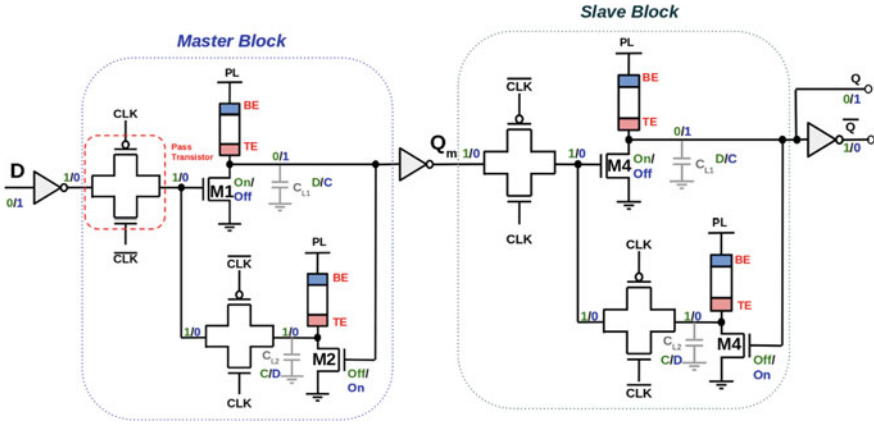 Master Block
Slave Block
PL
BE
TE
CLK
Pass
Transistor
D
0/1
1/0
1/0
M1
On/
Off
0/1
C_L1
D/C
CLK
CLK
PL
BE
TE
1/0
1/0
C_L2
C/D
M2
Off/
On
CLK
Q_m
1/0
CLK
CLK
1/0
PL
BE
TE
M4
On/
Off
0/1
C_L1
D/C
Q
0/1
Q
1/0
CLK
PL
BE
TE
1/0
1/0
C_L2
C/D
M4
Off/
On
CLK